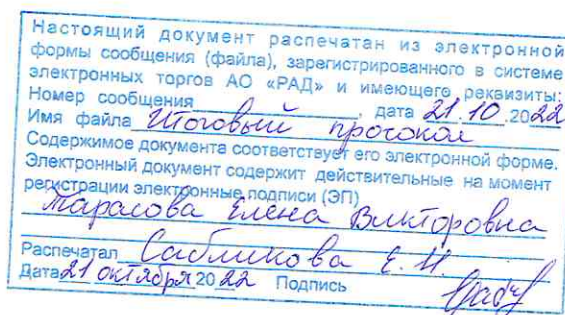 Настоящий документ распечатан из электронной
формы сообщения (файла), зарегистрированного в системе
электронных торгов АО «РАД» и имеющего реквизиты:
Номер сообщения , дата 21.10.2022
Имя файла Итоговый протокол
Содержимое документа соответствует его электронной форме.
Электронный документ содержит действительные на момент
регистрации электронные подписи (ЭП)
Тарасова Елена Викторовна
Распечатал Сабликова Е. Н.
Дата 21 октября 2022 Подпись